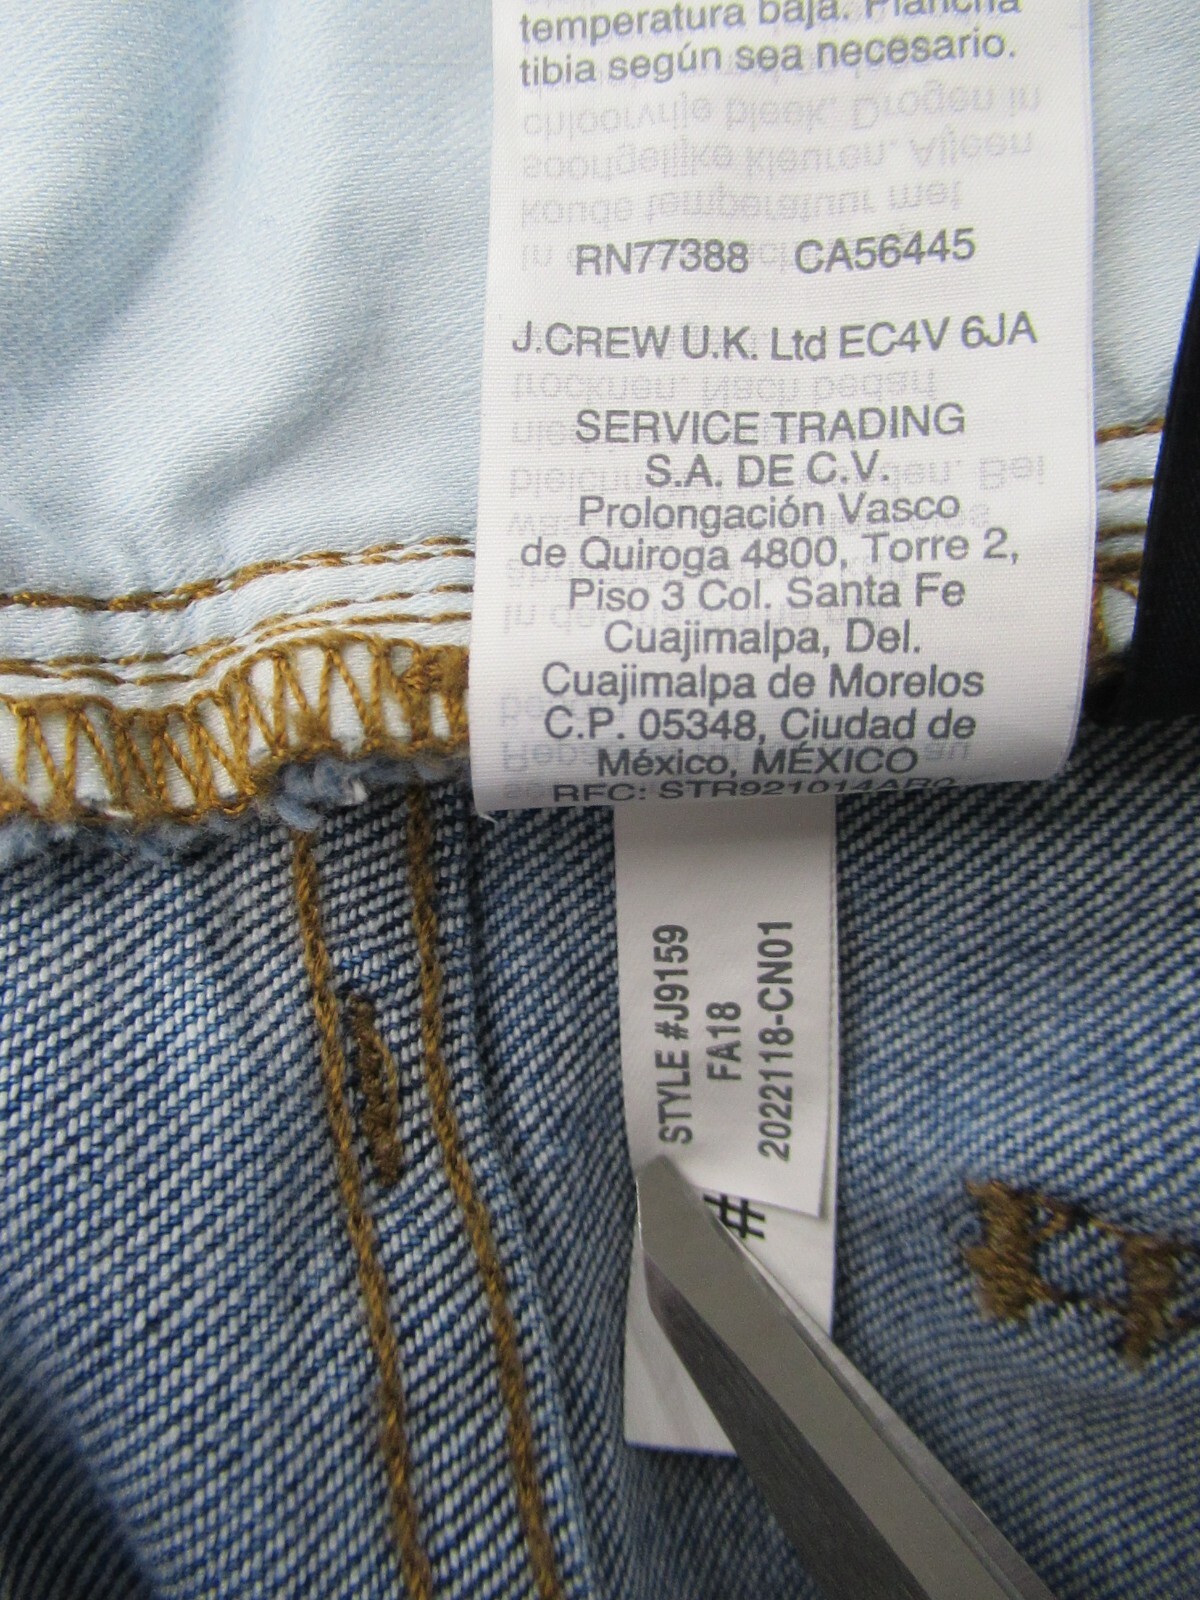 temperatura baja. Plancha
tibia según sea necesario.
RN77388 CA56445
J.CREW U.K. Ltd EC4V 6JA
SERVICE TRADING
S.A. DE C.V.
Prolongación Vasco
de Quiroga 4800, Torre 2,
Piso 3 Col. Santa Fe
Cuajimalpa, Del.
Cuajimalpa de Morelos
C.P. 05348, Ciudad de
México, MÉXICO
RFC: STR921014AR0
STYLE #J9159
FA18
2022118-CN01
#